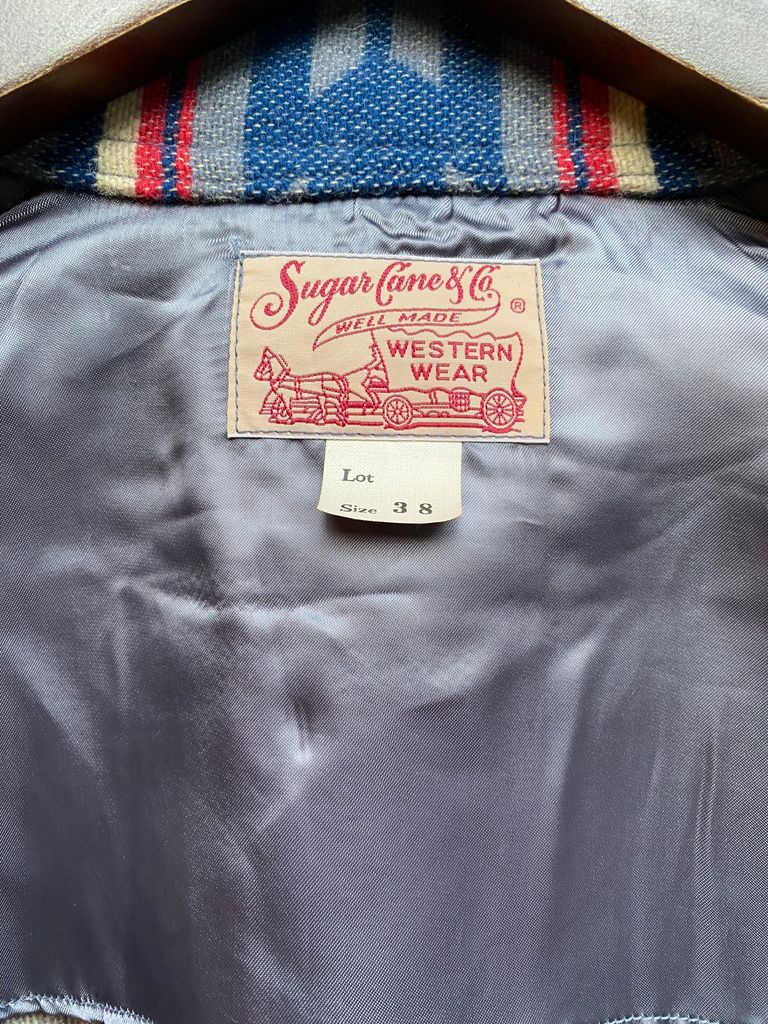 Sugar Cane & Co.
®
WELL MADE
WESTERN
WEAR
Lot
Size 38